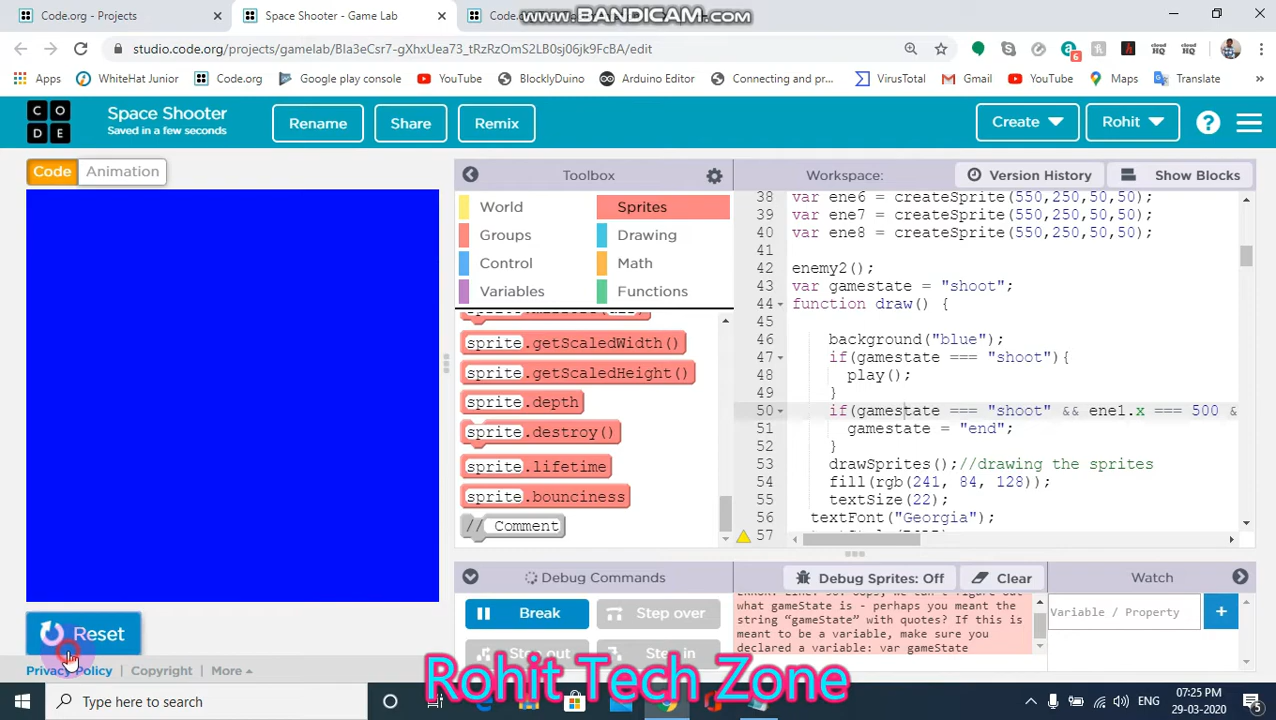 Code.org - Projects
Space Shooter - Game Lab
Code.
www.BANDICAM.com
studio.code.org/projects/gamelab/Bla3eCsr7-gXhxUea73_tRzRzOmS2LB0sj06jk9FcBA/edit
6
Apps
WhiteHat Junior
Code.org
Google play console
YouTube
BlocklyDuino
Arduino Editor
Connecting and pro...
VirusTotal
Gmail
YouTube
Maps
Translate
cloud HQ
cloud HQ
C O
D E
Space Shooter
Saved in a few seconds
Rename
Share
Remix
Create
Rohit
?
Code
Animation
Toolbox
Workspace:
Version History
Show Blocks
World
Sprites
Groups
Drawing
Control
Math
Variables
Functions
sprite.getScaledWidth()
sprite.getScaledHeight()
sprite.depth
sprite.destroy()
sprite.lifetime
sprite.bounciness
// Comment
38 var ene6 = createSprite(550,250,50,50);
39 var ene7 = createSprite(550,250,50,50);
40 var ene8 = createSprite(550,250,50,50);
41
42 enemy2();
43 var gamestate = "shoot";
44 function draw() {
45
46 background("blue");
47 if(gamestate === "shoot"){
48 play();
49 }
50 if(gamestate === "shoot" && ene1.x === 500 &
51 gamestate = "end";
52 }
53 drawSprites();//drawing the sprites
54 fill(rgb(241, 84, 128));
55 textSize(22);
56 textFont("Georgia");
57
Debug Commands
Debug Sprites: Off
Clear
Watch
Break
Step over
Step out
Step in
what gameState is - perhaps you meant the
string "gameState" with quotes? If this is
meant to be a variable, make sure you
declared a variable: var gameState
Variable / Property
+
Reset
Privacy Policy
Copyright
More
Rohit Tech Zone
Type here to search
ENG
07:25 PM
29-03-2020
5